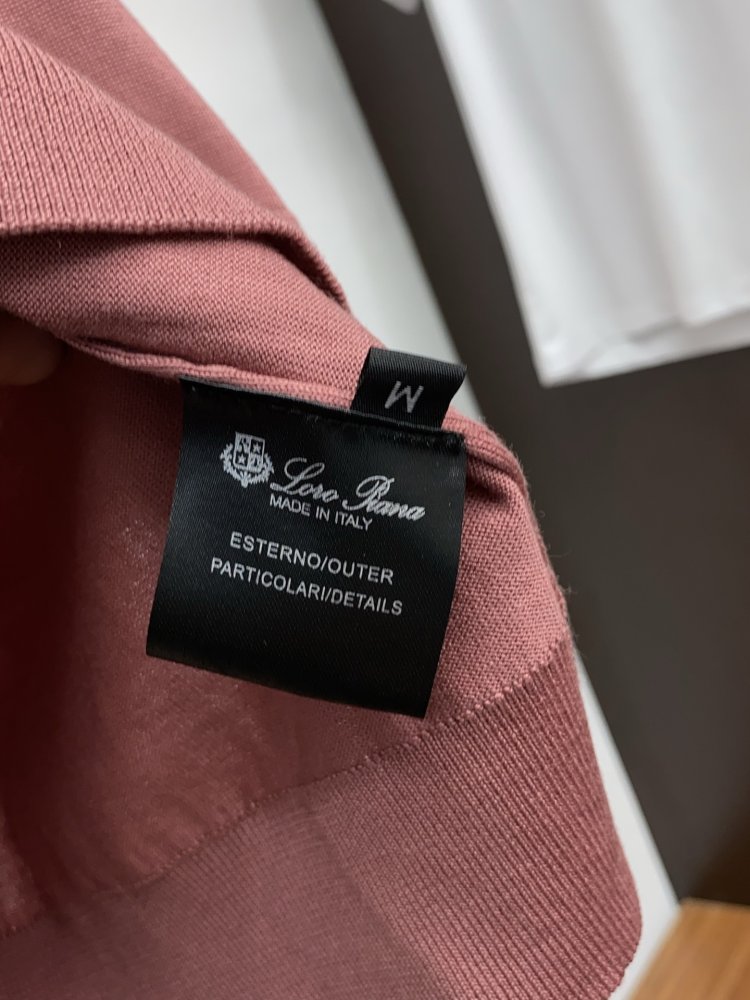 M
Loro Piana
MADE IN ITALY
ESTERNO/OUTER
PARTICOLARI/DETAILS